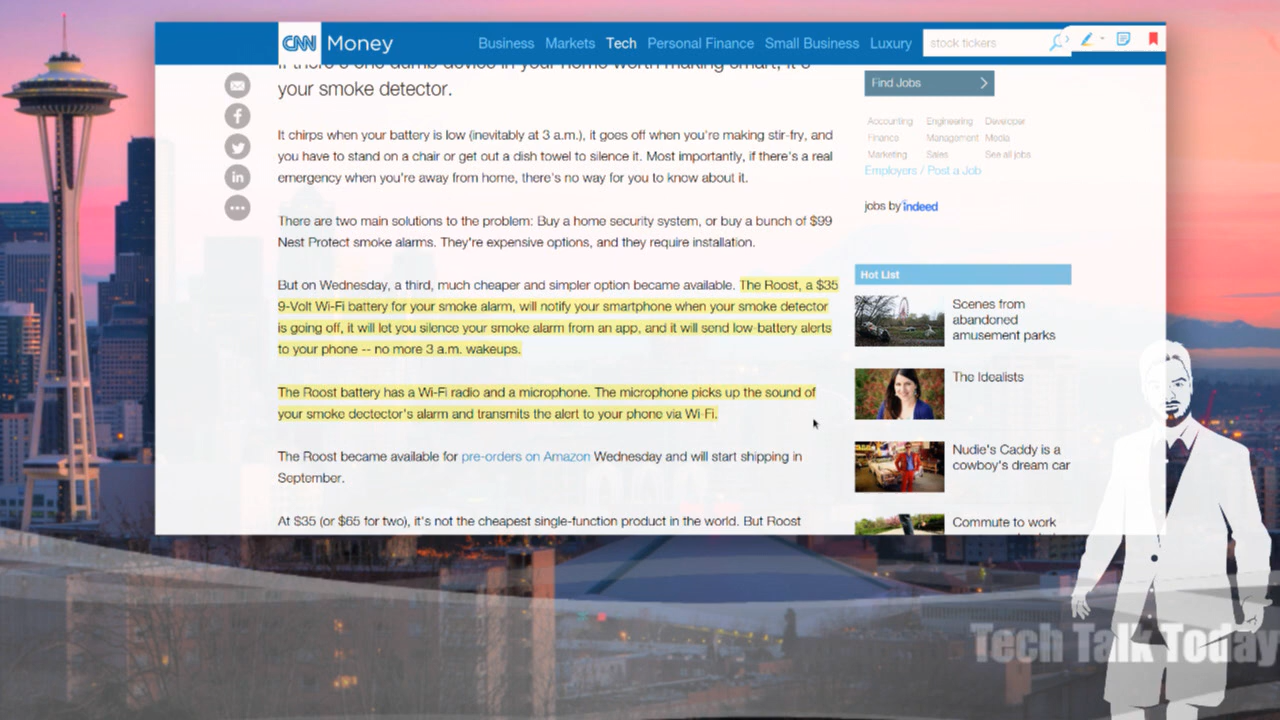 CNN Money
Business Markets Tech Personal Finance Small Business Luxury
stock tickers
If there's one dumb device in your home worth making smart, it's
your smoke detector.
It chirps when your battery is low (inevitably at 3 a.m.), it goes off when you're making stir-fry, and
you have to stand on a chair or get out a dish towel to silence it. Most importantly, if there's a real
emergency when you're away from home, there's no way for you to know about it.
There are two main solutions to the problem: Buy a home security system, or buy a bunch of $99
Nest Protect smoke alarms. They're expensive options, and they require installation.
But on Wednesday, a third, much cheaper and simpler option became available. The Roost, a $35
9-Volt Wi-Fi battery for your smoke alarm, will notify your smartphone when your smoke detector
is going off, it will let you silence your smoke alarm from an app, and it will send low-battery alerts
to your phone -- no more 3 a.m. wakeups.
The Roost battery has a Wi-Fi radio and a microphone. The microphone picks up the sound of
your smoke dectector's alarm and transmits the alert to your phone via Wi-Fi.
The Roost became available for pre-orders on Amazon Wednesday and will start shipping in
September.
At $35 (or $65 for two), it's not the cheapest single-function product in the world. But Roost
Find Jobs
Accounting Engineering Developer
Finance Management Media
Marketing Sales See all jobs
Employers / Post a Job
jobs by indeed
Hot List
Scenes from
abandoned
amusement parks
The Idealists
Nudie's Caddy is a
cowboy's dream car
Commute to work
Tech Talk Today